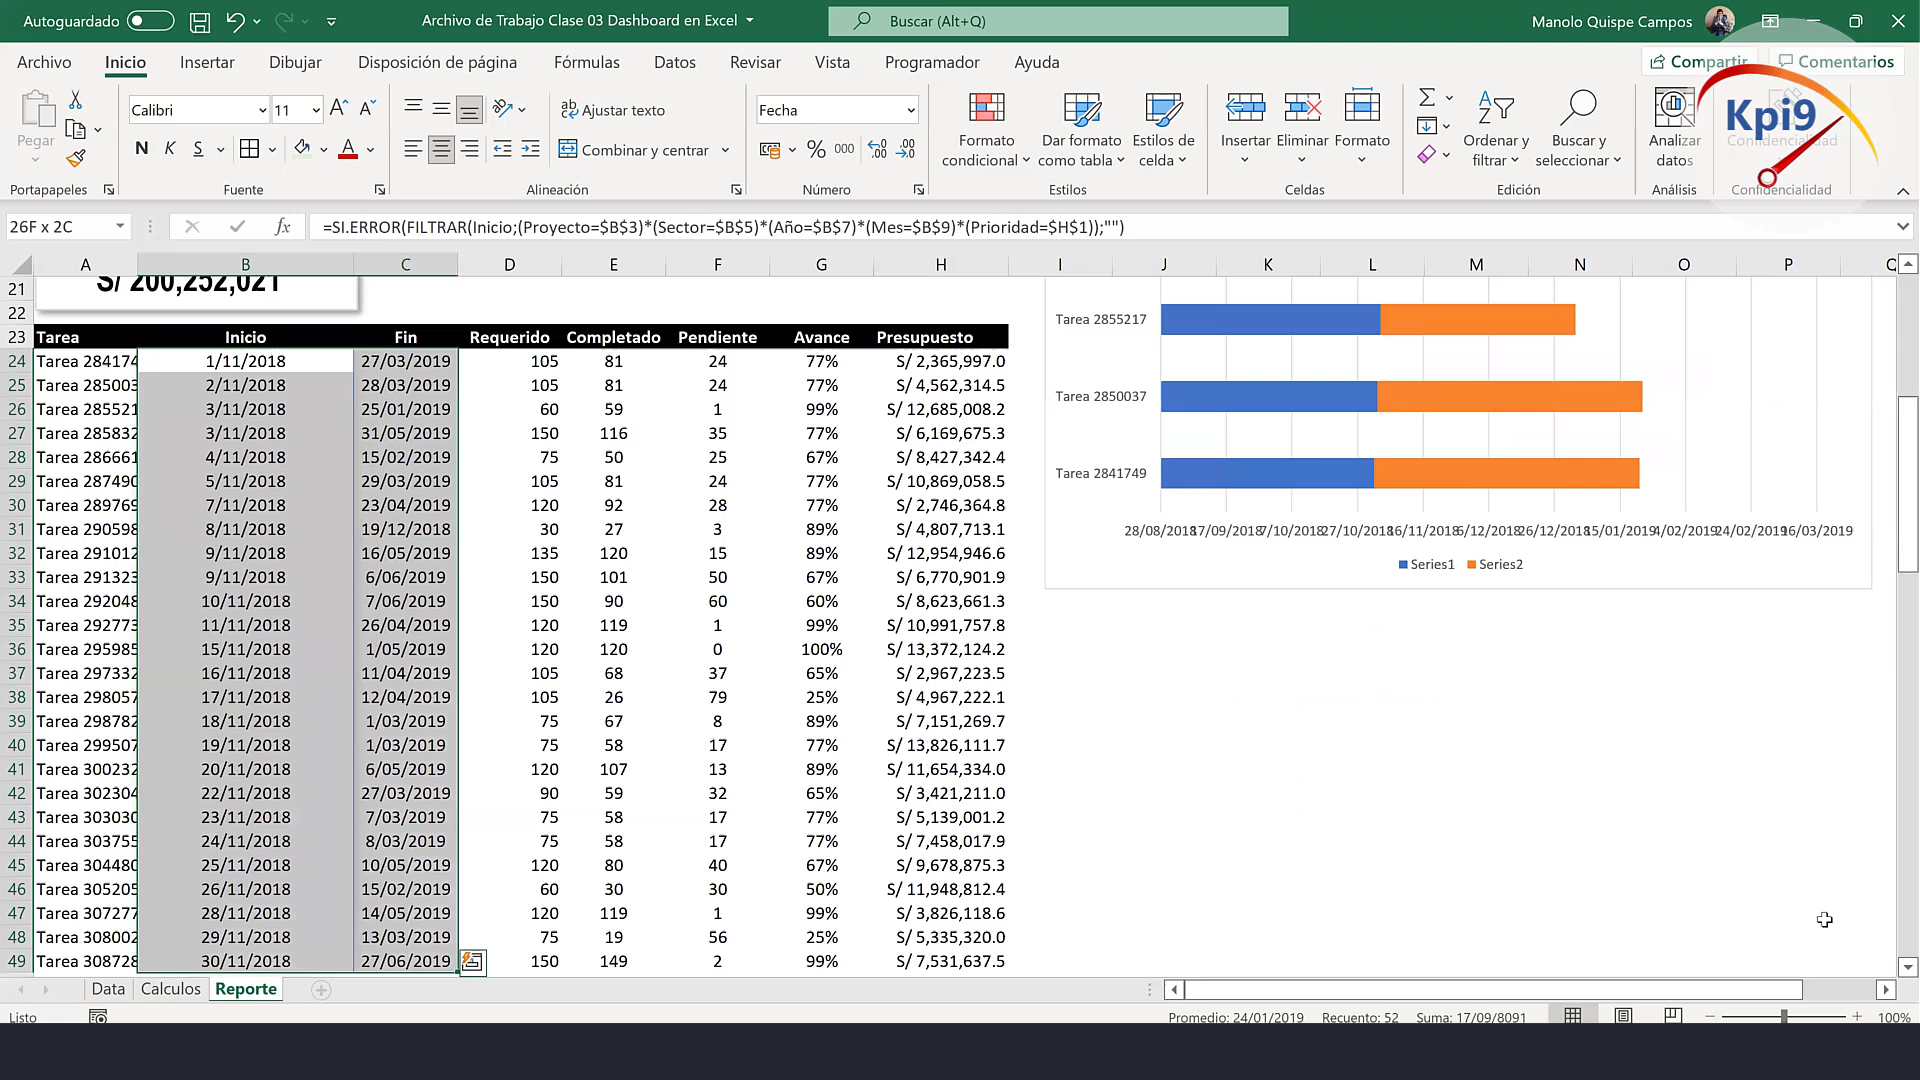 Autoguardado
Archivo de Trabajo Clase 03 Dashboard en Excel
Buscar (Alt+Q)
Manolo Quispe Campos
Archivo Inicio Insertar Dibujar Disposición de página Fórmulas Datos Revisar Vista Programador Ayuda
Compartir Comentarios
Pegar
Calibri 11
N K S
Ajustar texto
Combinar y centrar
Fecha
% 000
Formato condicional
Dar formato como tabla
Estilos de celda
Insertar Eliminar Formato
Ordenar y filtrar
Buscar y seleccionar
Analizar datos
Confidencialidad
Kpi9
Portapapeles Fuente Alineación Número Estilos Celdas Edición Análisis Confidencialidad
26F x 2C
fx =SI.ERROR(FILTRAR(Inicio;(Proyecto=$B$3)*(Sector=$B$5)*(Año=$B$7)*(Mes=$B$9)*(Prioridad=$H$1));"")
A B C D E F G H I J K L M N O P Q
21 S/ 200,252,021
22
23 Tarea Inicio Fin Requerido Completado Pendiente Avance Presupuesto
24 Tarea 284174 1/11/2018 27/03/2019 105 81 24 77% S/ 2,365,997.0
25 Tarea 285003 2/11/2018 28/03/2019 105 81 24 77% S/ 4,562,314.5
26 Tarea 285521 3/11/2018 25/01/2019 60 59 1 99% S/ 12,685,008.2
27 Tarea 285832 3/11/2018 31/05/2019 150 116 35 77% S/ 6,169,675.3
28 Tarea 286661 4/11/2018 15/02/2019 75 50 25 67% S/ 8,427,342.4
29 Tarea 287490 5/11/2018 29/03/2019 105 81 24 77% S/ 10,869,058.5
30 Tarea 289769 7/11/2018 23/04/2019 120 92 28 77% S/ 2,746,364.8
31 Tarea 290598 8/11/2018 19/12/2018 30 27 3 89% S/ 4,807,713.1
32 Tarea 291012 9/11/2018 16/05/2019 135 120 15 89% S/ 12,954,946.6
33 Tarea 291323 9/11/2018 6/06/2019 150 101 50 67% S/ 6,770,901.9
34 Tarea 292048 10/11/2018 7/06/2019 150 90 60 60% S/ 8,623,661.3
35 Tarea 292773 11/11/2018 26/04/2019 120 119 1 99% S/ 10,991,757.8
36 Tarea 295985 15/11/2018 1/05/2019 120 120 0 100% S/ 13,372,124.2
37 Tarea 297332 16/11/2018 11/04/2019 105 68 37 65% S/ 2,967,223.5
38 Tarea 298057 17/11/2018 12/04/2019 105 26 79 25% S/ 4,967,222.1
39 Tarea 298782 18/11/2018 1/03/2019 75 67 8 89% S/ 7,151,269.7
40 Tarea 299507 19/11/2018 1/03/2019 75 58 17 77% S/ 13,826,111.7
41 Tarea 300232 20/11/2018 6/05/2019 120 107 13 89% S/ 11,654,334.0
42 Tarea 302304 22/11/2018 27/03/2019 90 59 32 65% S/ 3,421,211.0
43 Tarea 303030 23/11/2018 7/03/2019 75 58 17 77% S/ 5,139,001.2
44 Tarea 303755 24/11/2018 8/03/2019 75 58 17 77% S/ 7,458,017.9
45 Tarea 304480 25/11/2018 10/05/2019 120 80 40 67% S/ 9,678,875.3
46 Tarea 305205 26/11/2018 15/02/2019 60 30 30 50% S/ 11,948,812.4
47 Tarea 307277 28/11/2018 14/05/2019 120 119 1 99% S/ 3,826,118.6
48 Tarea 308002 29/11/2018 13/03/2019 75 19 56 25% S/ 5,335,320.0
49 Tarea 308728 30/11/2018 27/06/2019 150 149 2 99% S/ 7,531,637.5
Tarea 2855217
Tarea 2850037
Tarea 2841749
28/08/2018 17/09/2018 7/10/2018 27/10/2018 16/11/2018 6/12/2018 26/12/2018 15/01/2019 4/02/2019 24/02/2019 16/03/2019
Series1 Series2
Data Calculos Reporte
Listo
Promedio: 24/01/2019 Recuento: 52 Suma: 17/09/8091
100%